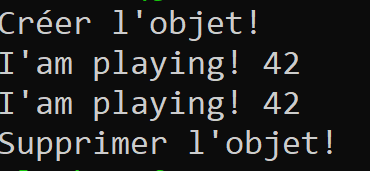 Créer l'objet!
I'am playing! 42
I'am playing! 42
Supprimer l'objet!